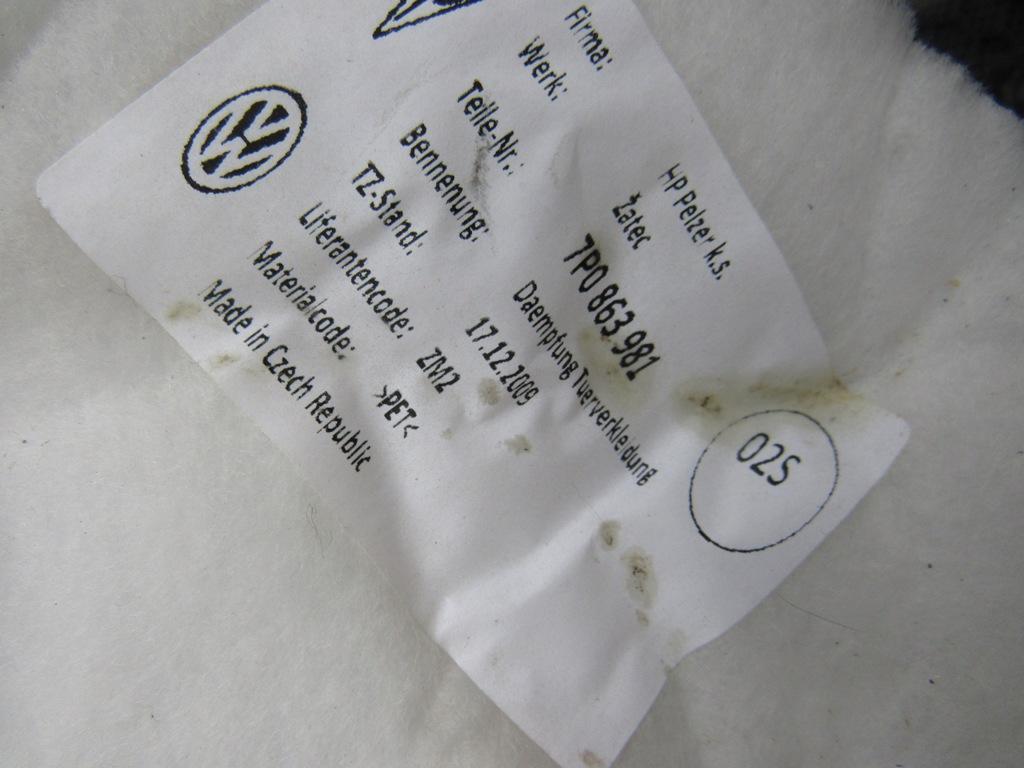 Firma: HP Pelzer k.s.
Werk: Žatec
Teile-Nr.: 7P0 863 981
Bennenung: Daempfung Tuerverkleidung
TZ-Stand: 17.12.2009
Liferantencode: ZM2
Materialcode: >PET<
Made in Czech Republic
02S
VW